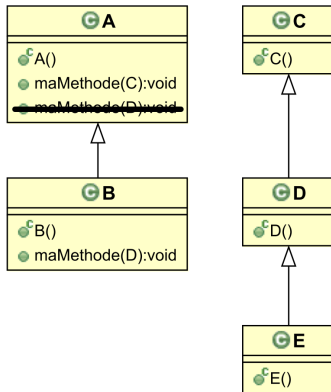 A
A()
maMethode(C):void
maMethode(D):void
B
B()
maMethode(D):void
C
C()
D
D()
E
E()